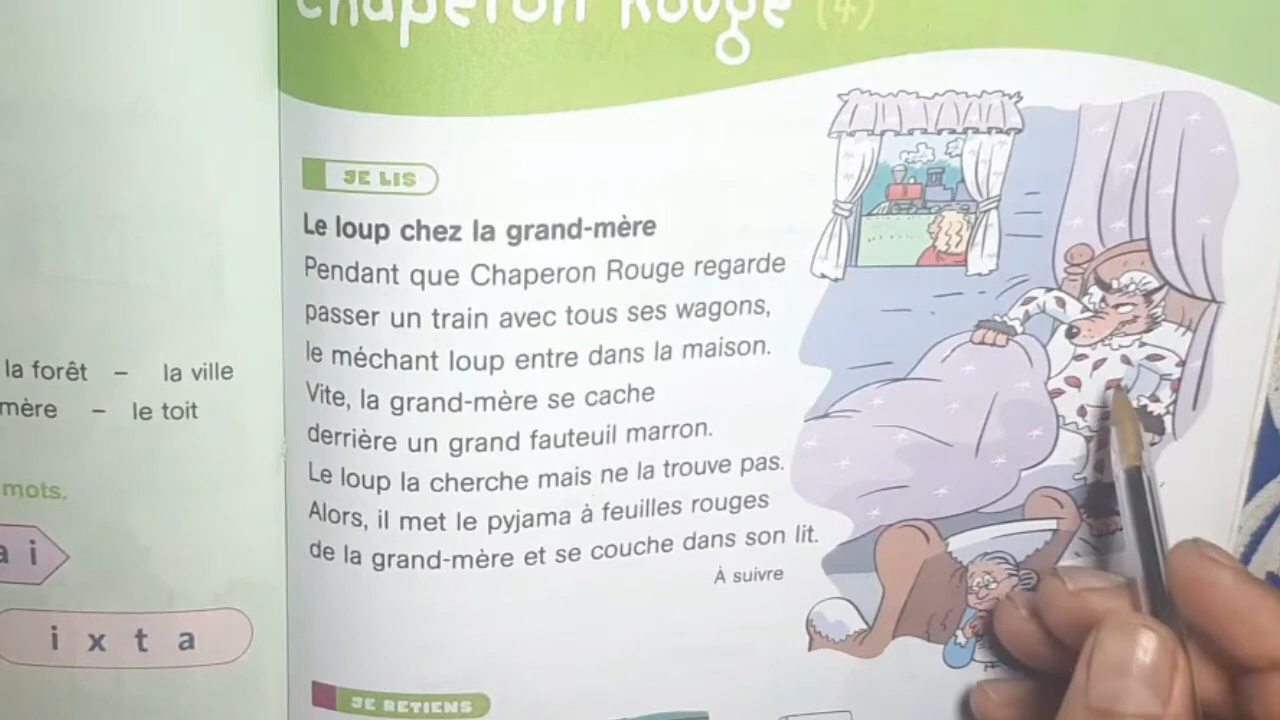 Chaperon Rouge (4)
JE LIS
Le loup chez la grand-mère
Pendant que Chaperon Rouge regarde
passer un train avec tous ses wagons,
le méchant loup entre dans la maison.
Vite, la grand-mère se cache
derrière un grand fauteuil marron.
Le loup la cherche mais ne la trouve pas.
Alors, il met le pyjama à feuilles rouges
de la grand-mère et se couche dans son lit.
À suivre
JE RETIENS
la forêt – la ville
mère – le toit
mots.
a i
i x t a